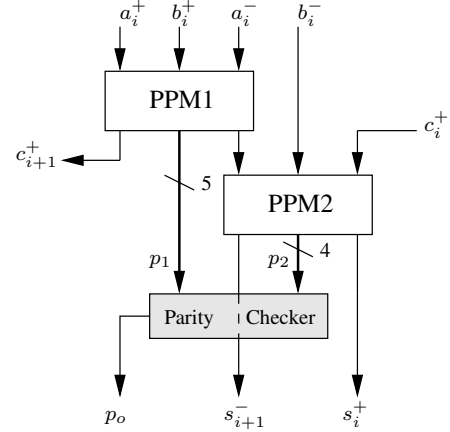 a_i^+ b_i^+ a_i^- b_i^-
PPM1
c_{i+1}^+ c_i^+
5
PPM2
p_1 p_2 4
Parity Checker
p_o s_{i+1}^- s_i^+